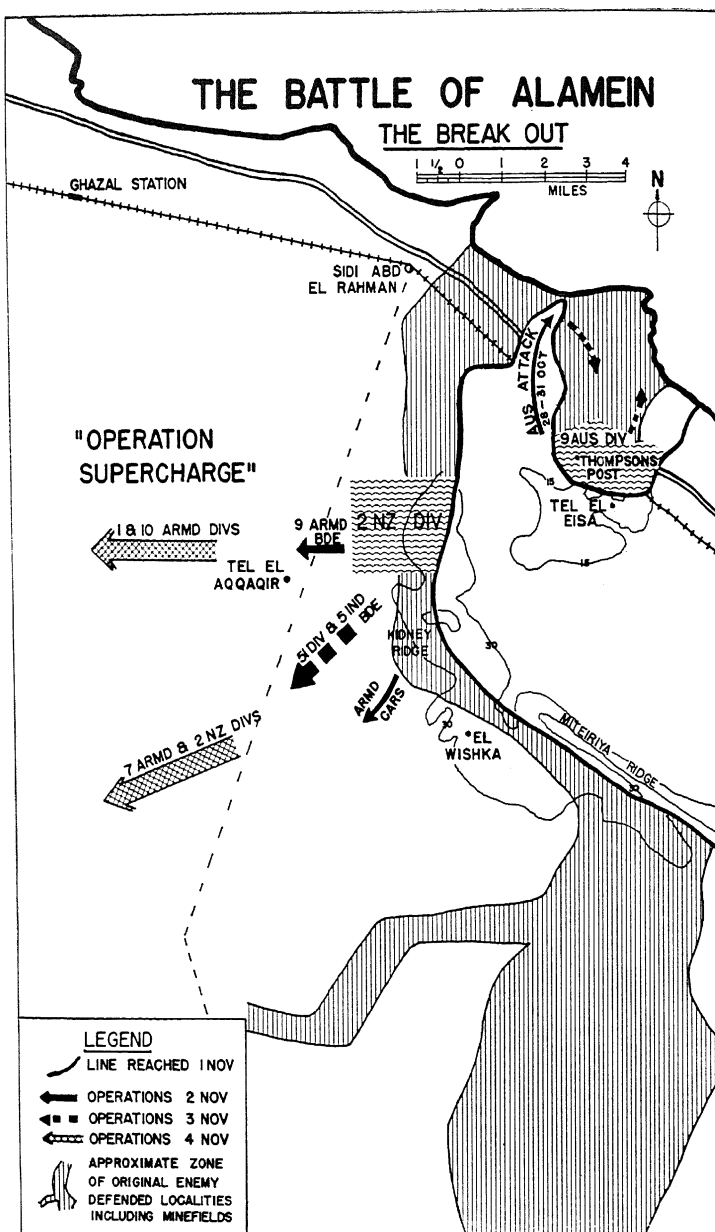 THE BATTLE OF ALAMEIN
THE BREAK OUT
1 1/2 0 1 2 3 4
MILES
N
GHAZAL STATION
SIDI ABD
EL RAHMAN
AUS ATTACK
28-31 OCT
"OPERATION
SUPERCHARGE"
9 AUS DIV
THOMPSONS
POST
15
TEL EL
EISA
15
1 & 10 ARMD DIVS
9 ARMD
BDE
2 NZ DIV
TEL EL
AQQAQIR
51 DIV & 5 IND
BDE
KIDNEY
RIDGE
30
ARMD
CARS
30
EL
WISHKA
MITEIRIYA RIDGE
30
7 ARMD & 2 NZ DIVS
LEGEND
LINE REACHED 1 NOV
OPERATIONS 2 NOV
OPERATIONS 3 NOV
OPERATIONS 4 NOV
APPROXIMATE ZONE
OF ORIGINAL ENEMY
DEFENDED LOCALITIES
INCLUDING MINEFIELDS